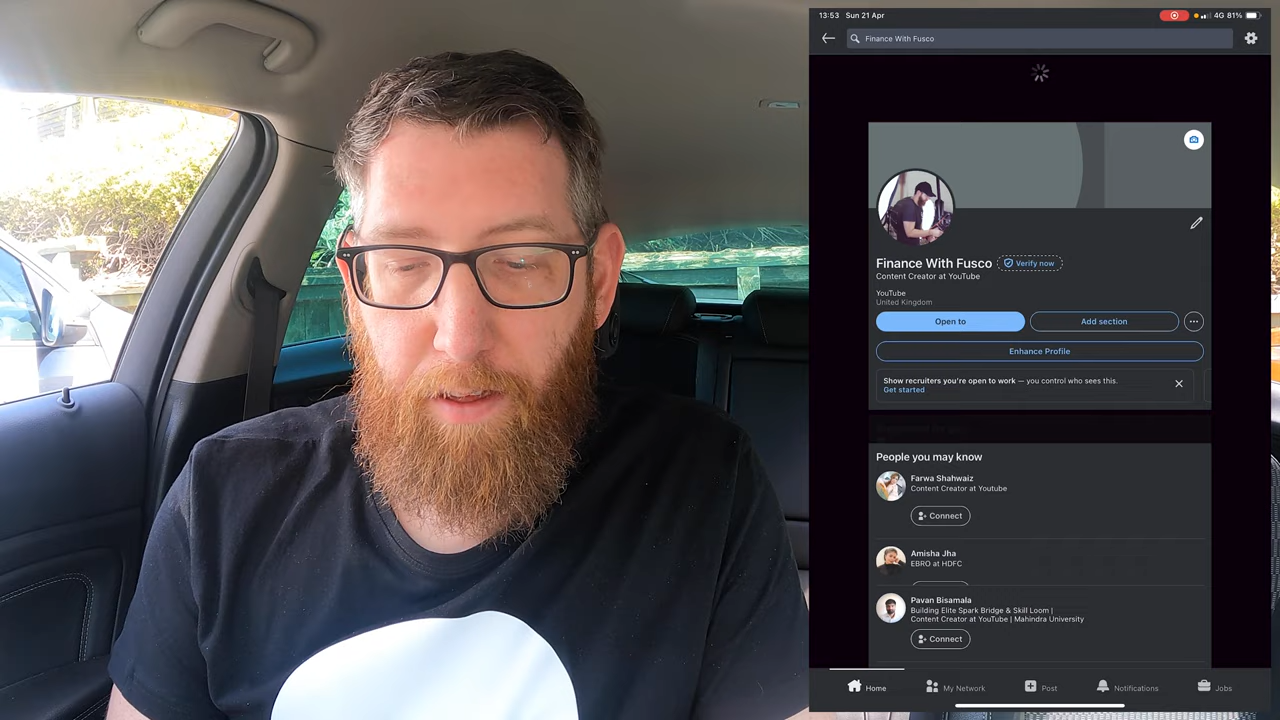 13:53 Sun 21 Apr
4G 81%
Finance With Fusco
Finance With Fusco
Verify now
Content Creator at YouTube
YouTube
United Kingdom
Open to
Add section
Enhance Profile
Show recruiters you're open to work — you control who sees this.
Get started
People you may know
Farwa Shahwaiz
Content Creator at Youtube
Connect
Amisha Jha
EBRO at HDFC
Pavan Bisamala
Building Elite Spark Bridge & Skill Loom |
Content Creator at YouTube | Mahindra University
Connect
Home
My Network
Post
Notifications
Jobs